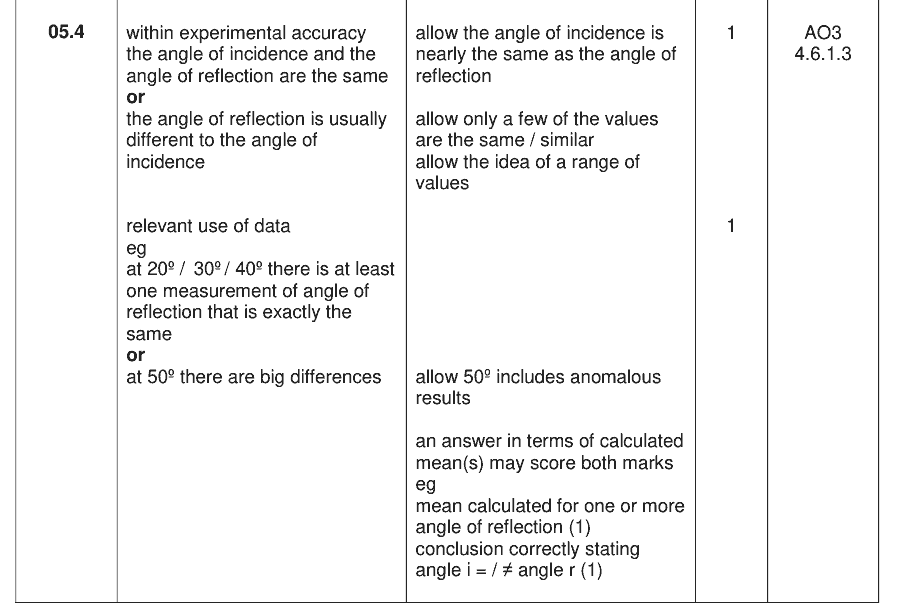 05.4
within experimental accuracy
the angle of incidence and the
angle of reflection are the same
or
the angle of reflection is usually
different to the angle of
incidence
allow the angle of incidence is
nearly the same as the angle of
reflection
allow only a few of the values
are the same / similar
allow the idea of a range of
values
1
AO3
4.6.1.3
relevant use of data
eg
at 20º / 30º / 40º there is at least
one measurement of angle of
reflection that is exactly the
same
or
at 50º there are big differences
1
allow 50º includes anomalous
results
an answer in terms of calculated
mean(s) may score both marks
eg
mean calculated for one or more
angle of reflection (1)
conclusion correctly stating
angle i = / ≠ angle r (1)